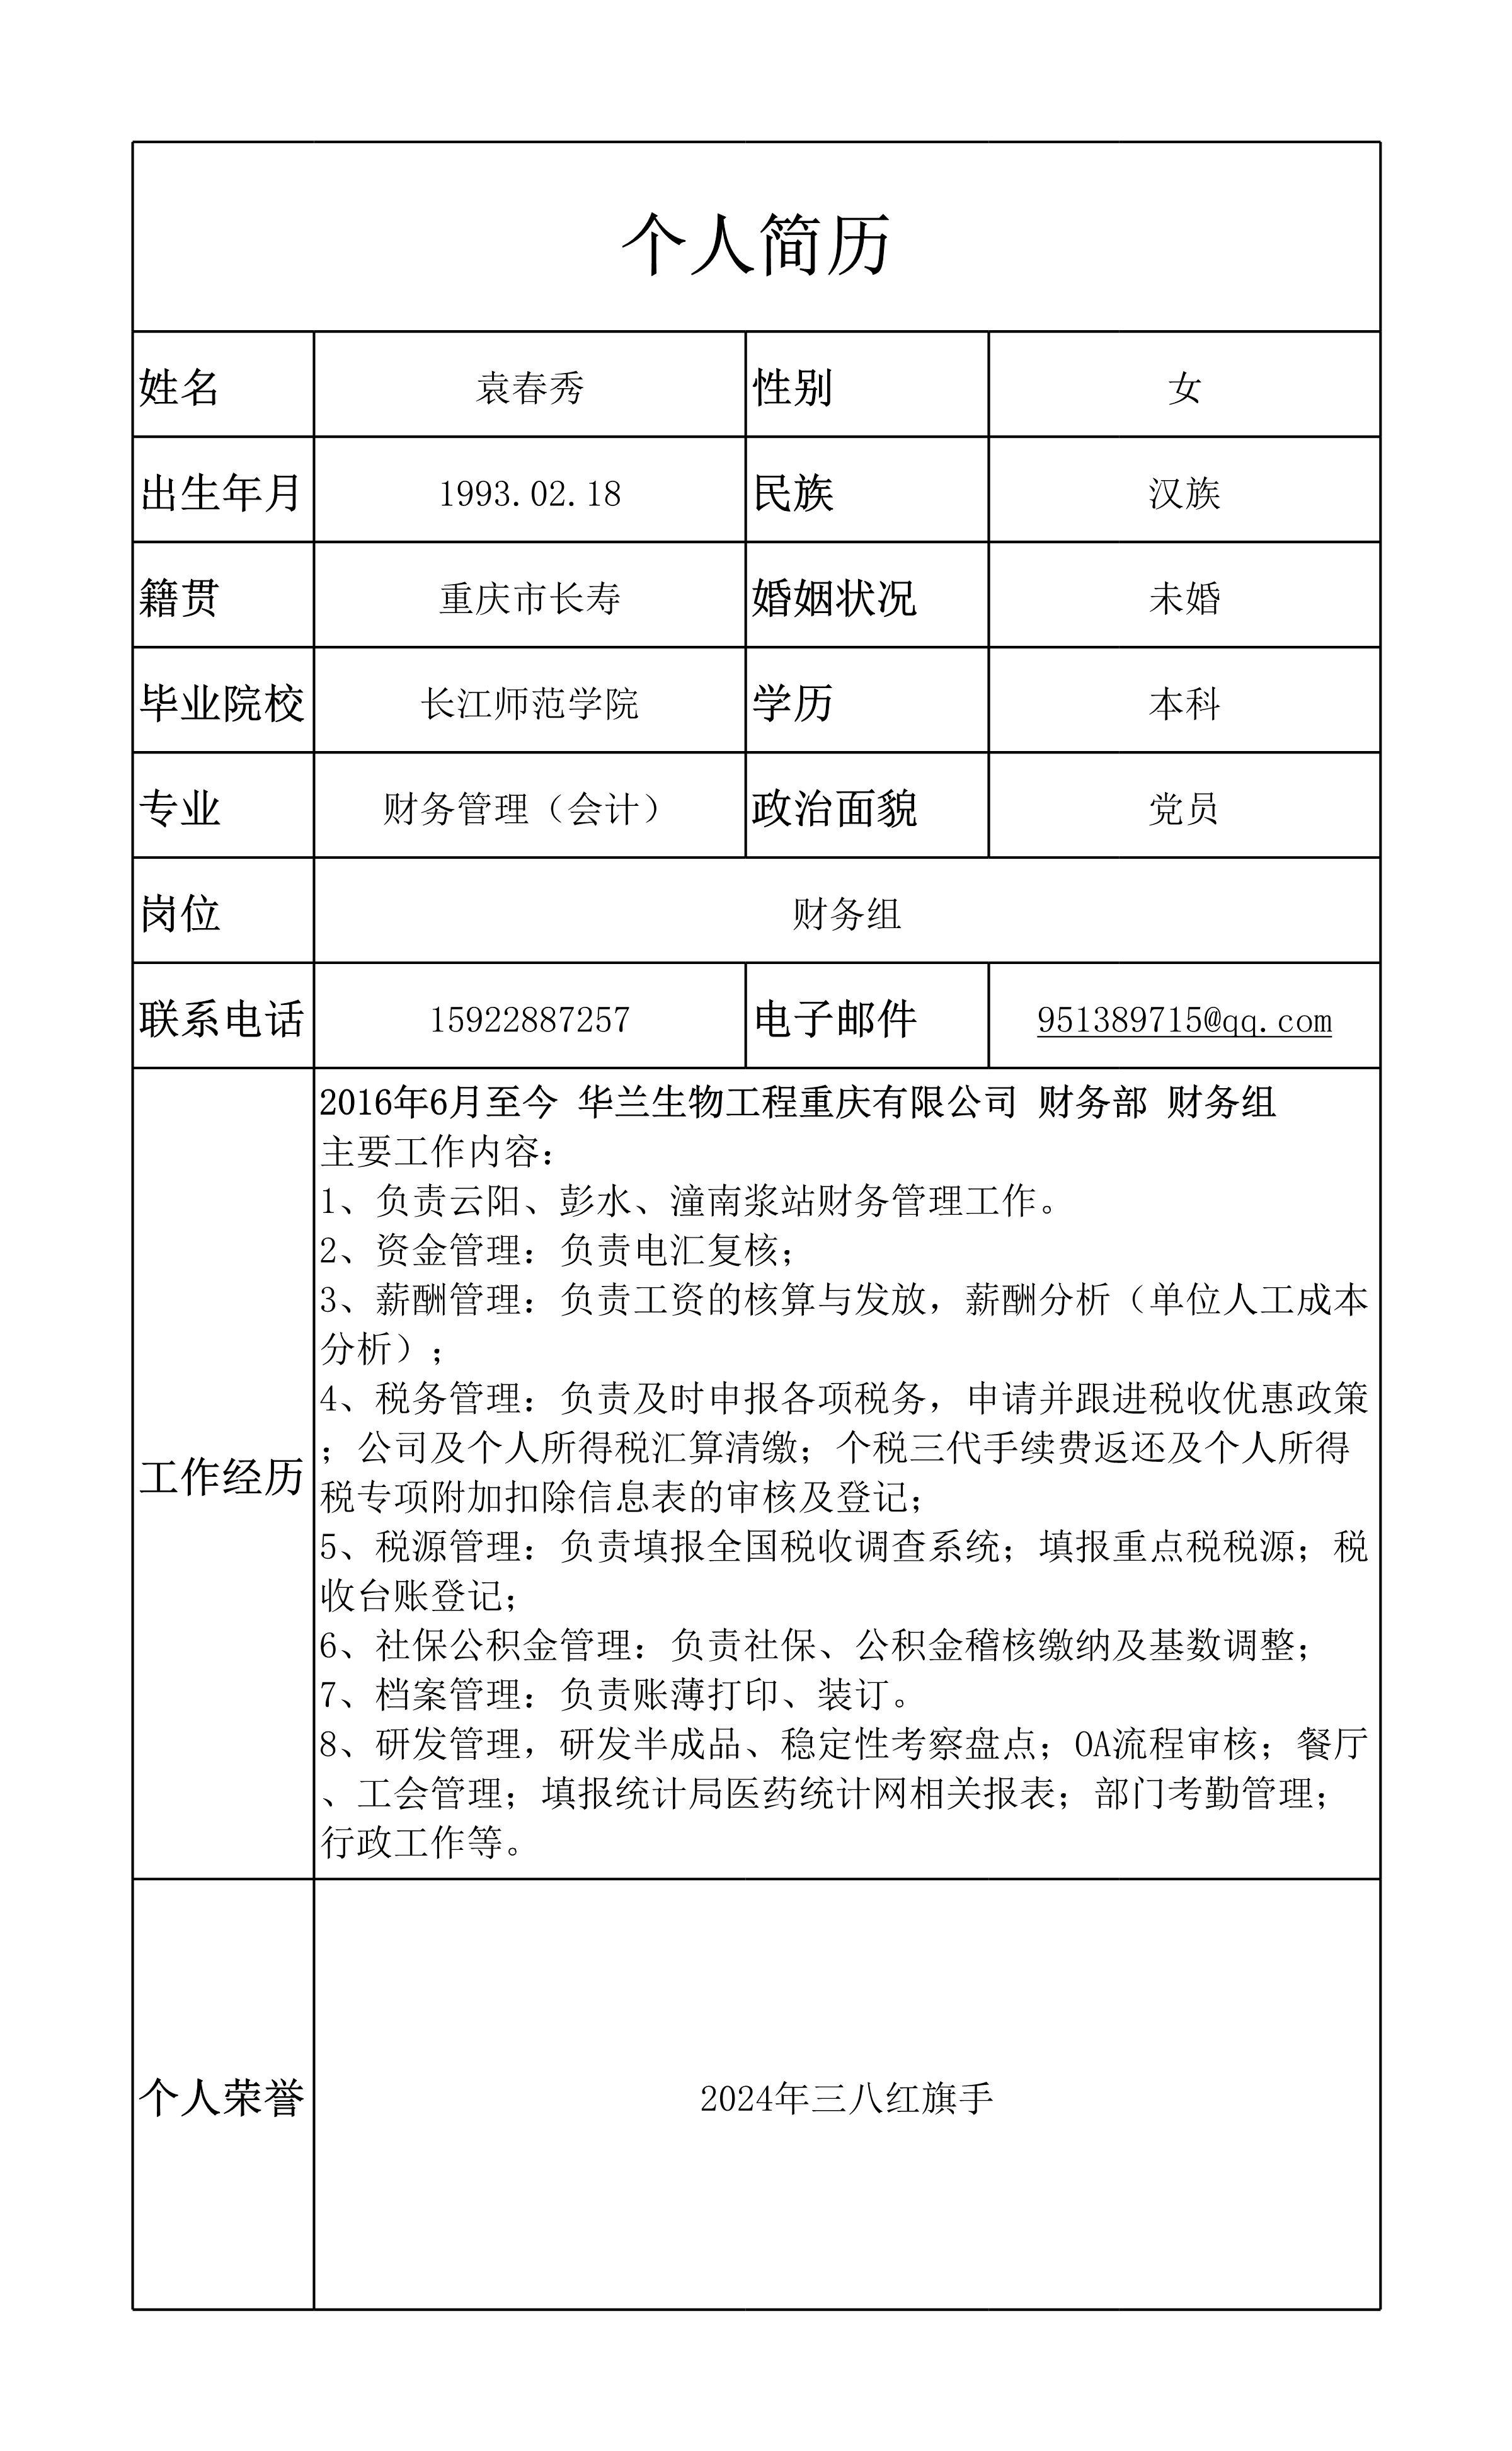 个人简历
姓名 袁春秀 性别 女
出生年月 1993.02.18 民族 汉族
籍贯 重庆市长寿 婚姻状况 未婚
毕业院校 长江师范学院 学历 本科
专业 财务管理（会计） 政治面貌 党员
岗位 财务组
联系电话 15922887257 电子邮件 951389715@qq.com
工作经历
2016年6月至今 华兰生物工程重庆有限公司 财务部 财务组
主要工作内容：
1、负责云阳、彭水、潼南浆站财务管理工作。
2、资金管理：负责电汇复核；
3、薪酬管理：负责工资的核算与发放，薪酬分析（单位人工成本
分析）；
4、税务管理：负责及时申报各项税务，申请并跟进税收优惠政策
；公司及个人所得税汇算清缴；个税三代手续费返还及个人所得
税专项附加扣除信息表的审核及登记；
5、税源管理：负责填报全国税收调查系统；填报重点税税源；税
收台账登记；
6、社保公积金管理：负责社保、公积金稽核缴纳及基数调整；
7、档案管理：负责账薄打印、装订。
8、研发管理，研发半成品、稳定性考察盘点；OA流程审核；餐厅
、工会管理；填报统计局医药统计网相关报表；部门考勤管理；
行政工作等。
个人荣誉 2024年三八红旗手